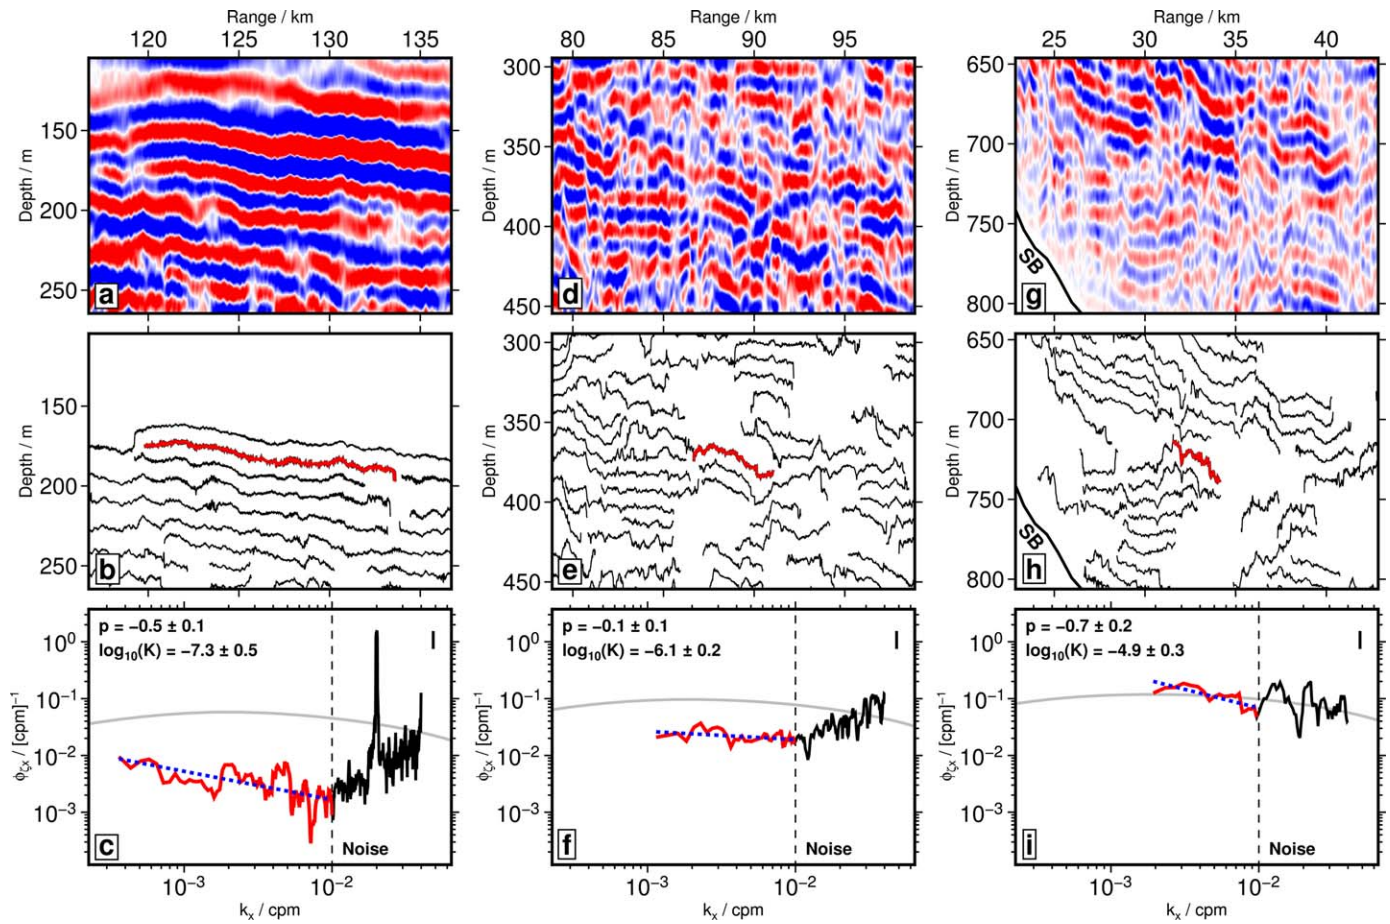 Range / km
Range / km
Range / km
120 125 130 135
80 85 90 95
25 30 35 40
Depth / m
150
200
250
a
Depth / m
300
350
400
450
d
Depth / m
650
700
750
800
SB
g
Depth / m
150
200
250
b
Depth / m
300
350
400
450
e
Depth / m
650
700
750
800
SB
h
p = −0.5 ± 0.1
log₁₀(K) = −7.3 ± 0.5
ϕζx / [cpm]⁻¹
10⁰
10⁻¹
10⁻²
10⁻³
c
Noise
10⁻³ 10⁻²
kₓ / cpm
p = −0.1 ± 0.1
log₁₀(K) = −6.1 ± 0.2
ϕζx / [cpm]⁻¹
10⁰
10⁻¹
10⁻²
10⁻³
f
Noise
10⁻³ 10⁻²
kₓ / cpm
p = −0.7 ± 0.2
log₁₀(K) = −4.9 ± 0.3
ϕζx / [cpm]⁻¹
10⁰
10⁻¹
10⁻²
10⁻³
i
Noise
10⁻³ 10⁻²
kₓ / cpm